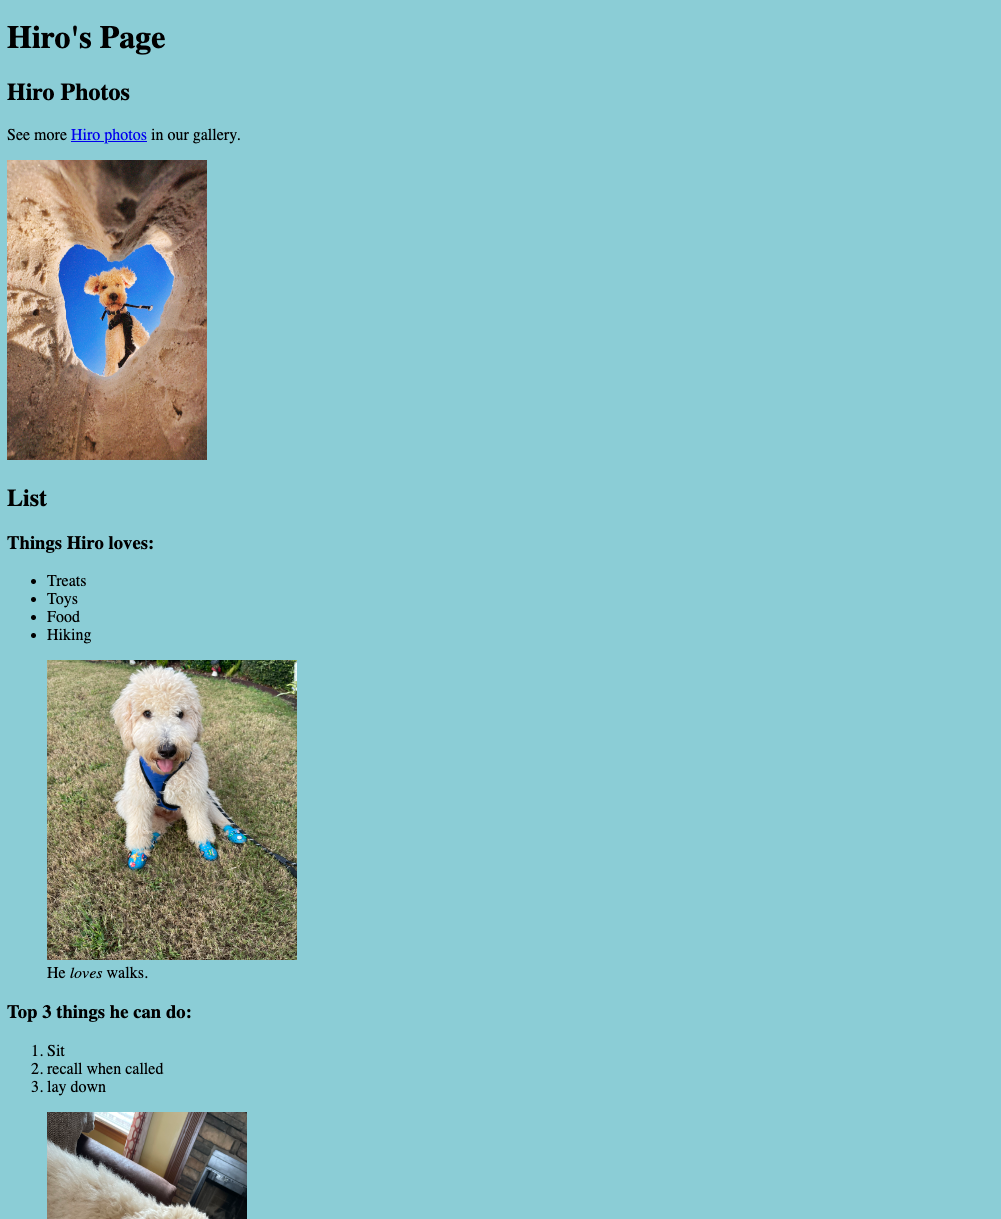 Hiro's Page
Hiro Photos
See more Hiro photos in our gallery.
List
Things Hiro loves:
• Treats
• Toys
• Food
• Hiking
He loves walks.
Top 3 things he can do:
1. Sit
2. recall when called
3. lay down